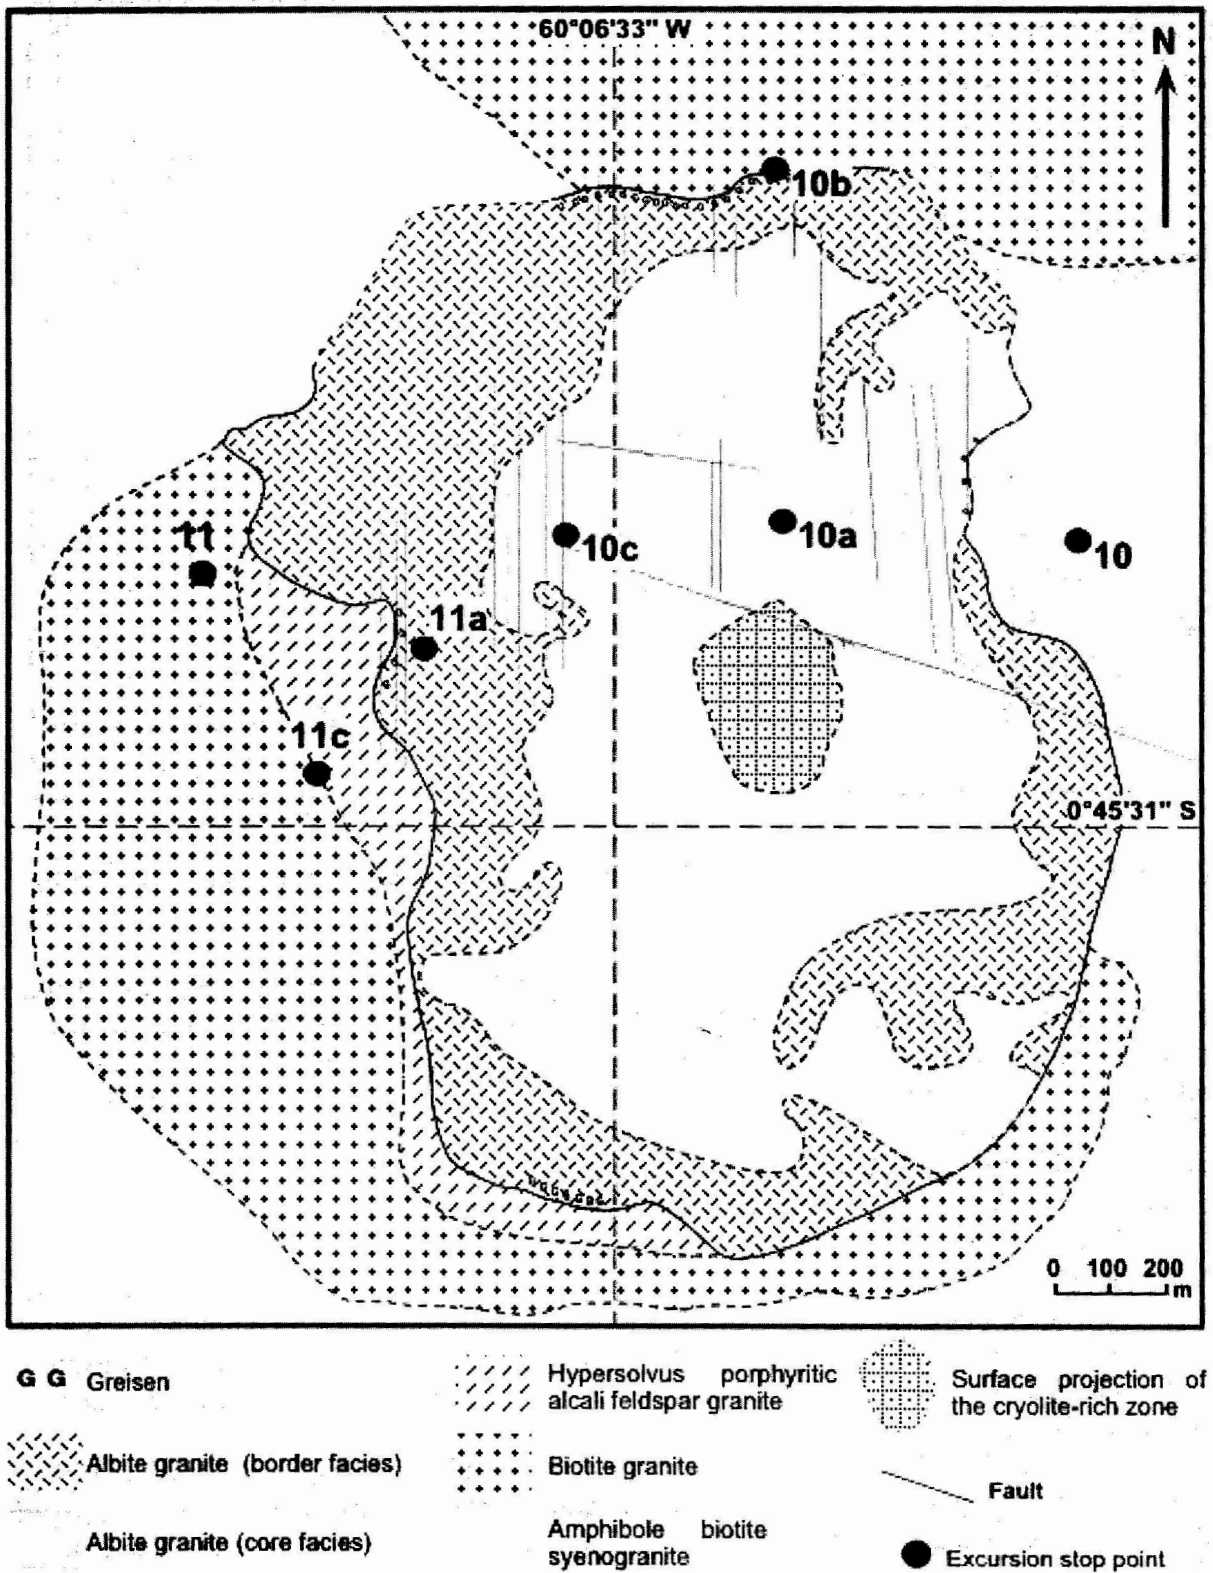 60°06'33" W
N
10b
11
10c
10a
10
11a
11c
0°45'31" S
0 100 200
m
G G Greisen
Albite granite (border facies)
Albite granite (core facies)
Hypersolvus porphyritic
alcali feldspar granite
Biotite granite
Amphibole biotite
syenogranite
Surface projection of
the cryolite-rich zone
Fault
Excursion stop point